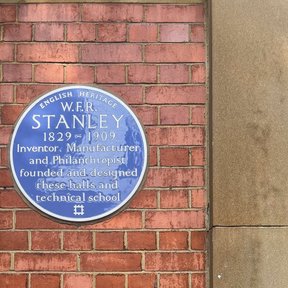 ENGLISH HERITAGE
W.F.R.
STANLEY
1829 - 1909
Inventor, Manufacturer
and Philanthropist
founded and designed
these halls and
technical school